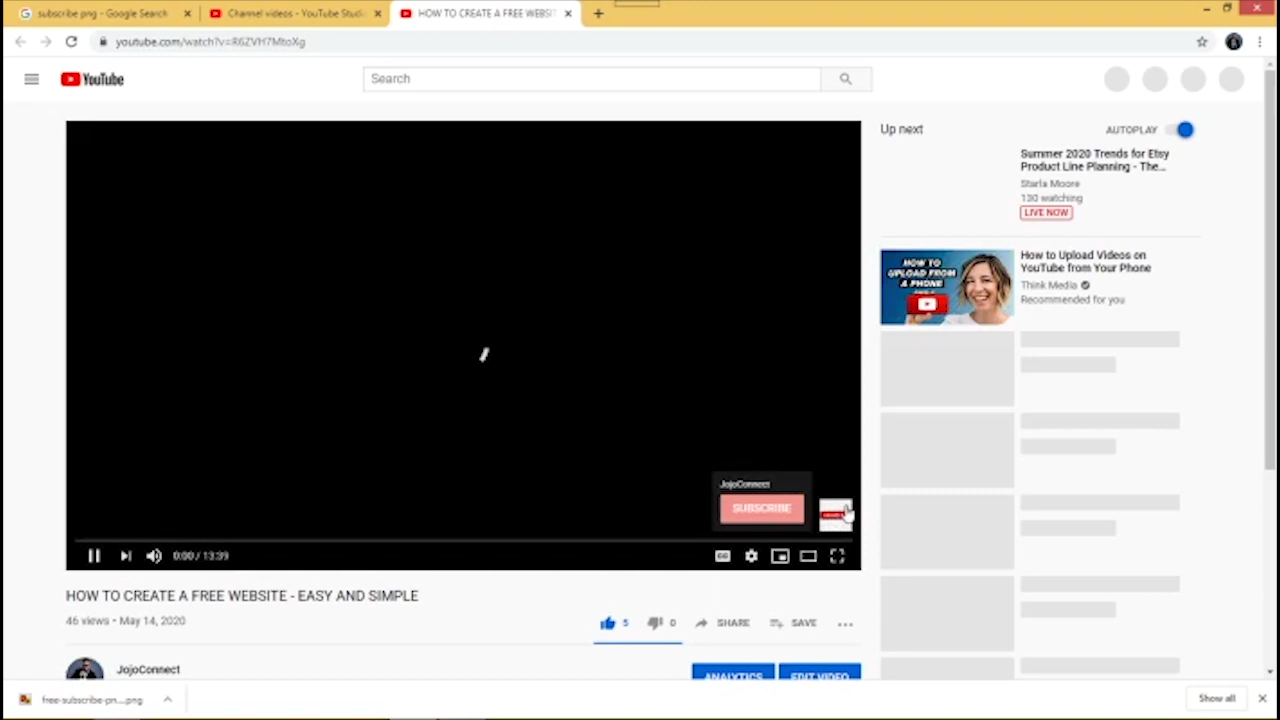 subscribe png - Google Search
Channel videos - YouTube Studi
HOW TO CREATE A FREE WEBSIT
youtube.com/watch?v=R6ZVH7MtoXg
YouTube
Search
Up next
AUTOPLAY
Summer 2020 Trends for Etsy
Product Line Planning - The...
Starla Moore
130 watching
LIVE NOW
HOW TO
UPLOAD FROM
A PHONE
How to Upload Videos on
YouTube from Your Phone
Think Media
Recommended for you
JojoConnect
SUBSCRIBE
0:00 / 13:39
HOW TO CREATE A FREE WEBSITE - EASY AND SIMPLE
46 views • May 14, 2020
5
0
SHARE
SAVE
JojoConnect
ANALYTICS
EDIT VIDEO
free-subscribe-pn....png
Show all